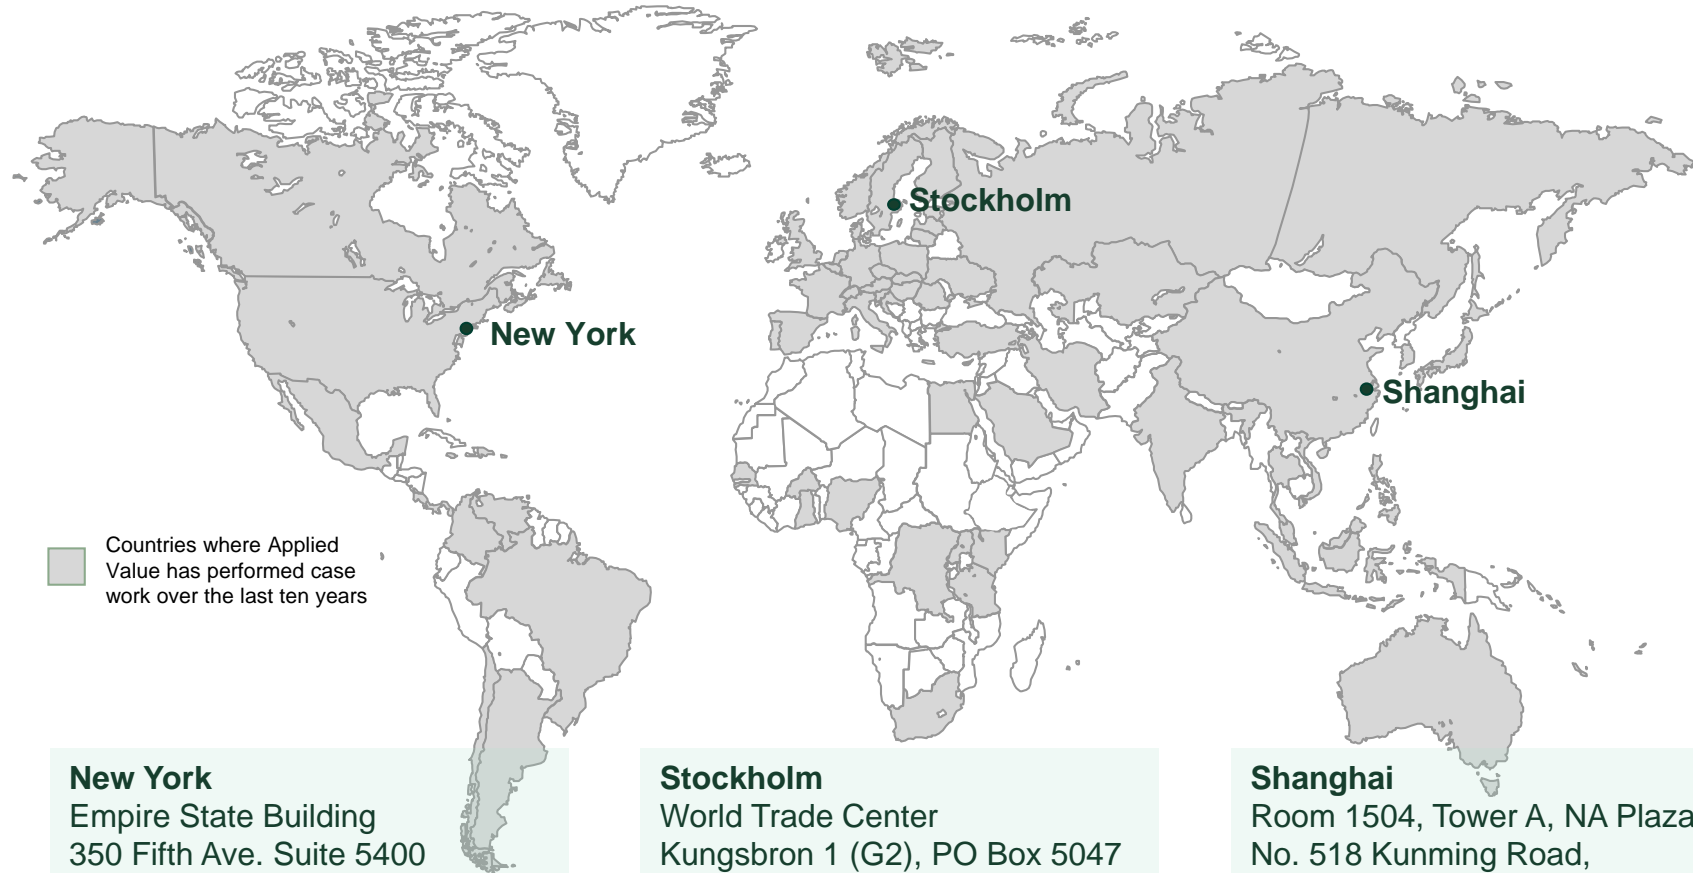 Stockholm
New York
Shanghai
Countries where Applied
Value has performed case
work over the last ten years
New York
Empire State Building
350 Fifth Ave. Suite 5400
Stockholm
World Trade Center
Kungsbron 1 (G2), PO Box 5047
Shanghai
Room 1504, Tower A, NA Plaza
No. 518 Kunming Road,